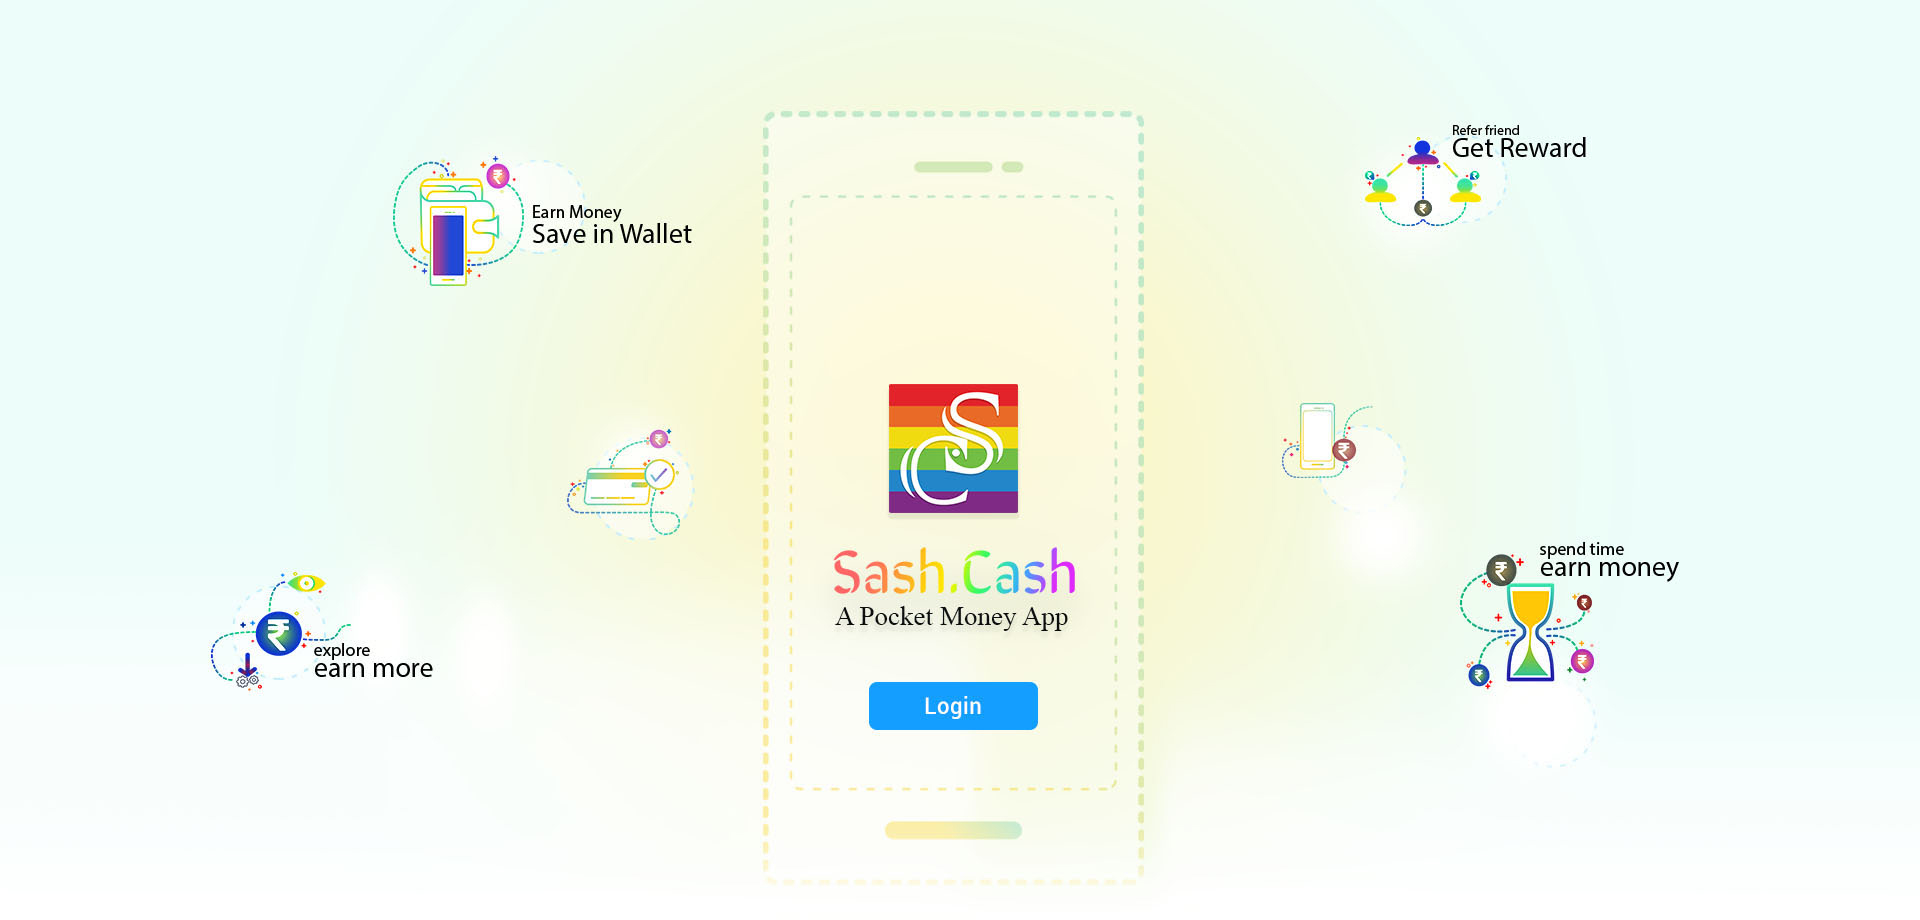 Refer friend
Get Reward
Earn Money
Save in Wallet
SC
Sash.Cash
A Pocket Money App
spend time
earn money
explore
earn more
Login